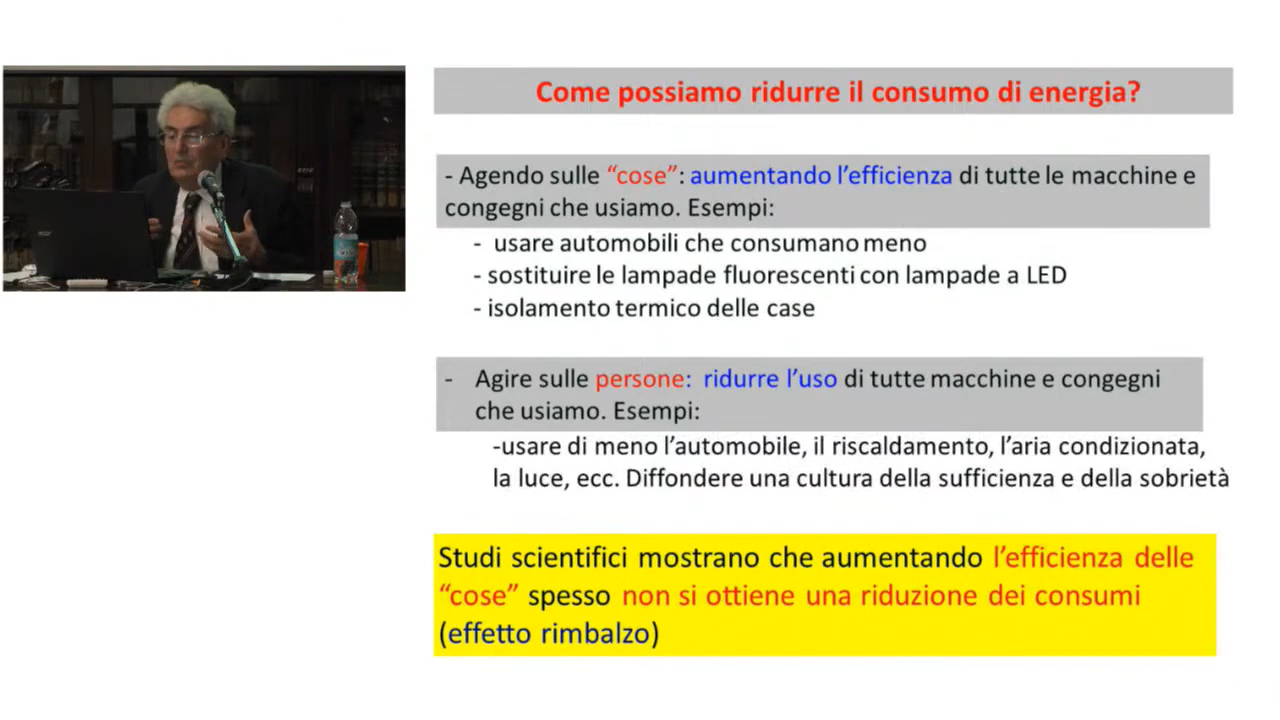 Come possiamo ridurre il consumo di energia?
- Agendo sulle “cose”: aumentando l’efficienza di tutte le macchine e
congegni che usiamo. Esempi:
- usare automobili che consumano meno
- sostituire le lampade fluorescenti con lampade a LED
- isolamento termico delle case
- Agire sulle persone: ridurre l’uso di tutte macchine e congegni
che usiamo. Esempi:
-usare di meno l’automobile, il riscaldamento, l’aria condizionata,
la luce, ecc. Diffondere una cultura della sufficienza e della sobrietà
Studi scientifici mostrano che aumentando l’efficienza delle
“cose” spesso non si ottiene una riduzione dei consumi
(effetto rimbalzo)